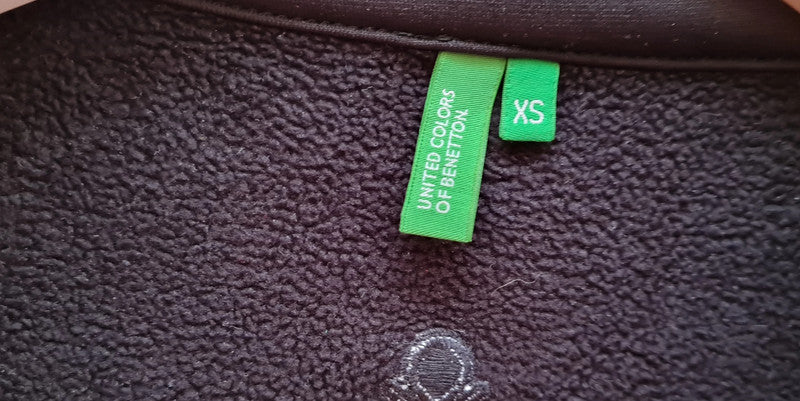 UNITED COLORS
OF BENETTON.
XS